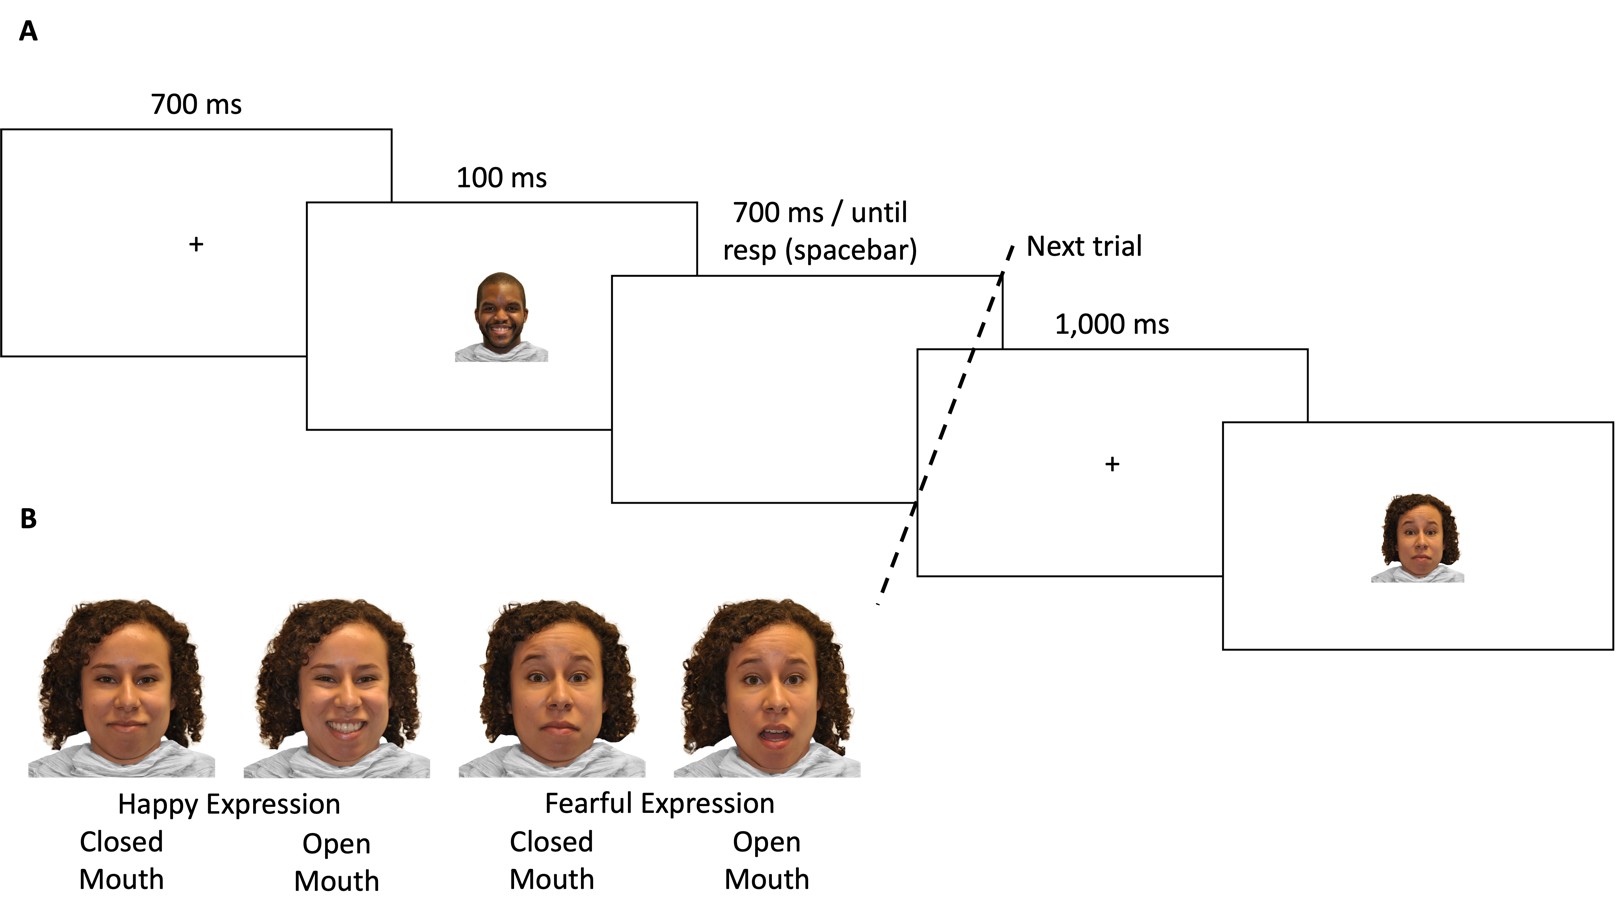 A
700 ms
100 ms
700 ms / until
resp (spacebar)
Next trial
1,000 ms
+
+
B
Happy Expression
Fearful Expression
Closed
Mouth
Open
Mouth
Closed
Mouth
Open
Mouth